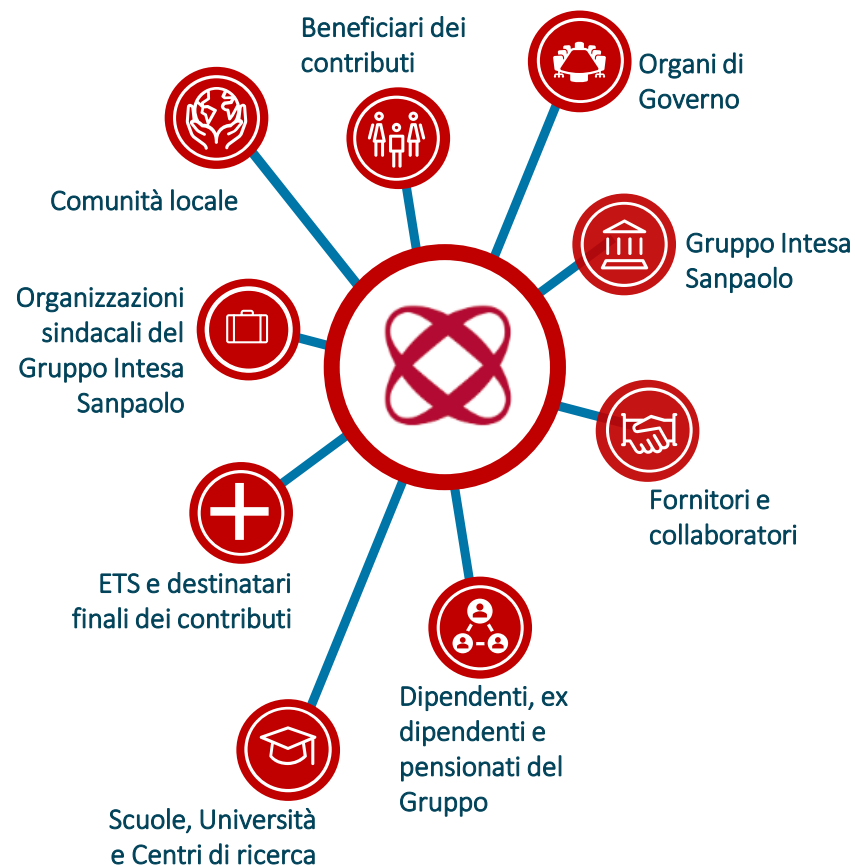 Beneficiari dei
contributi
Organi di
Governo
Comunità locale
Gruppo Intesa
Sanpaolo
Organizzazioni
sindacali del
Gruppo Intesa
Sanpaolo
Fornitori e
collaboratori
ETS e destinatari
finali dei contributi
Dipendenti, ex
dipendenti e
pensionati del
Gruppo
Scuole, Università
e Centri di ricerca